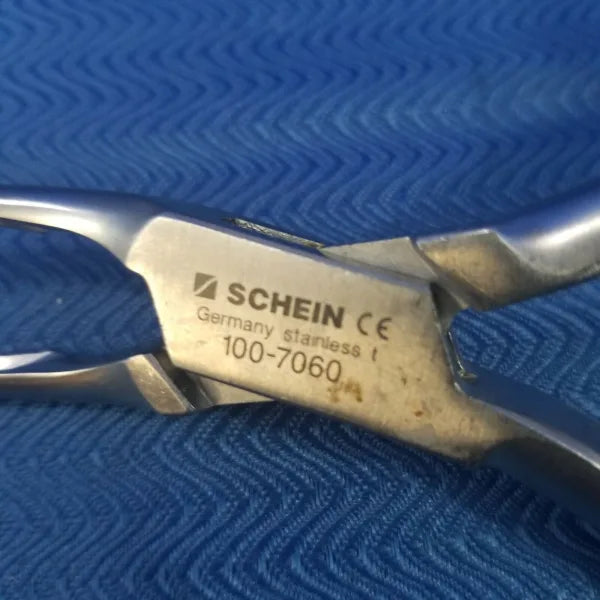 SCHEIN CE
Germany stainless t
100-7060